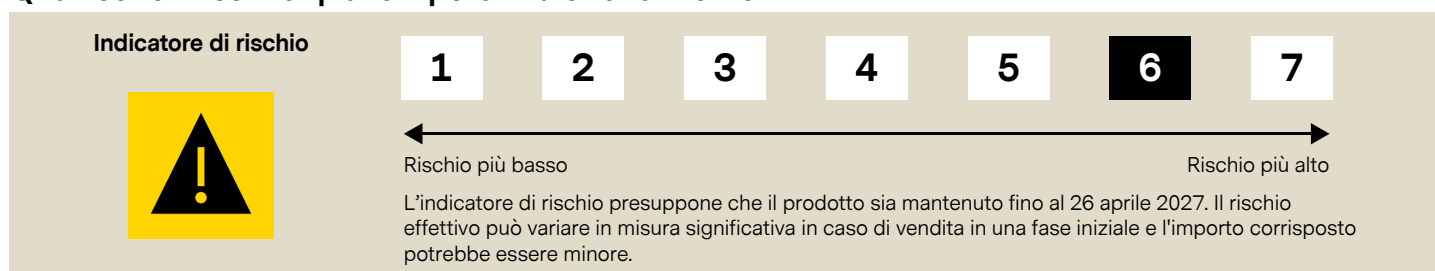 Indicatore di rischio
1 2 3 4 5 6 7
Rischio più basso
Rischio più alto
L'indicatore di rischio presuppone che il prodotto sia mantenuto fino al 26 aprile 2027. Il rischio
effettivo può variare in misura significativa in caso di vendita in una fase iniziale e l'importo corrisposto
potrebbe essere minore.